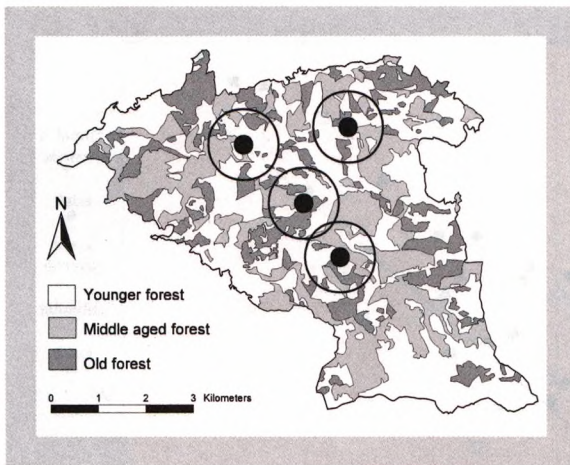 N
Younger forest
Middle aged forest
Old forest
0 1 2 3 Kilometers